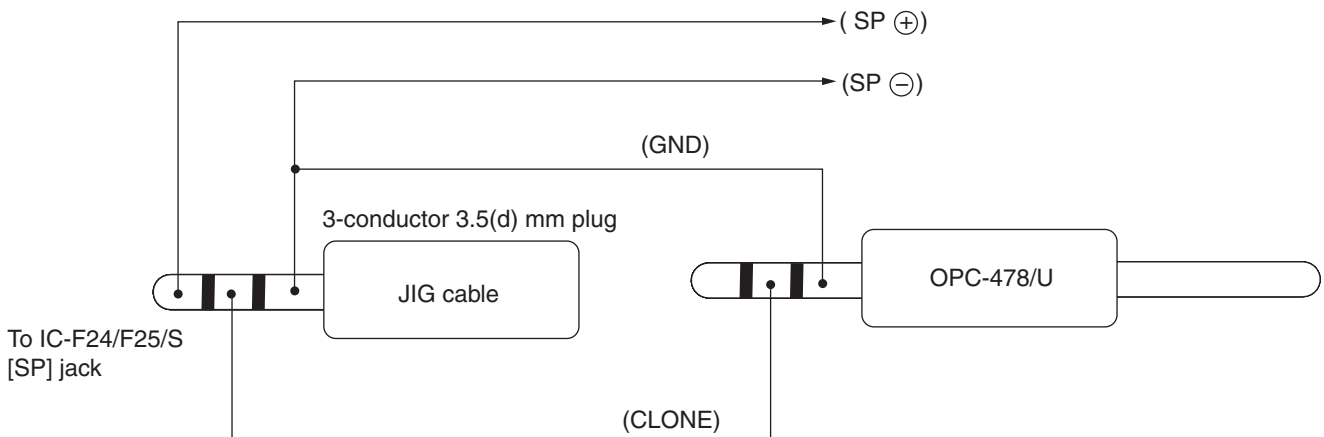 ( SP ⊕)
(SP ⊖)
(GND)
3-conductor 3.5(d) mm plug
JIG cable
OPC-478/U
To IC-F24/F25/S
[SP] jack
(CLONE)